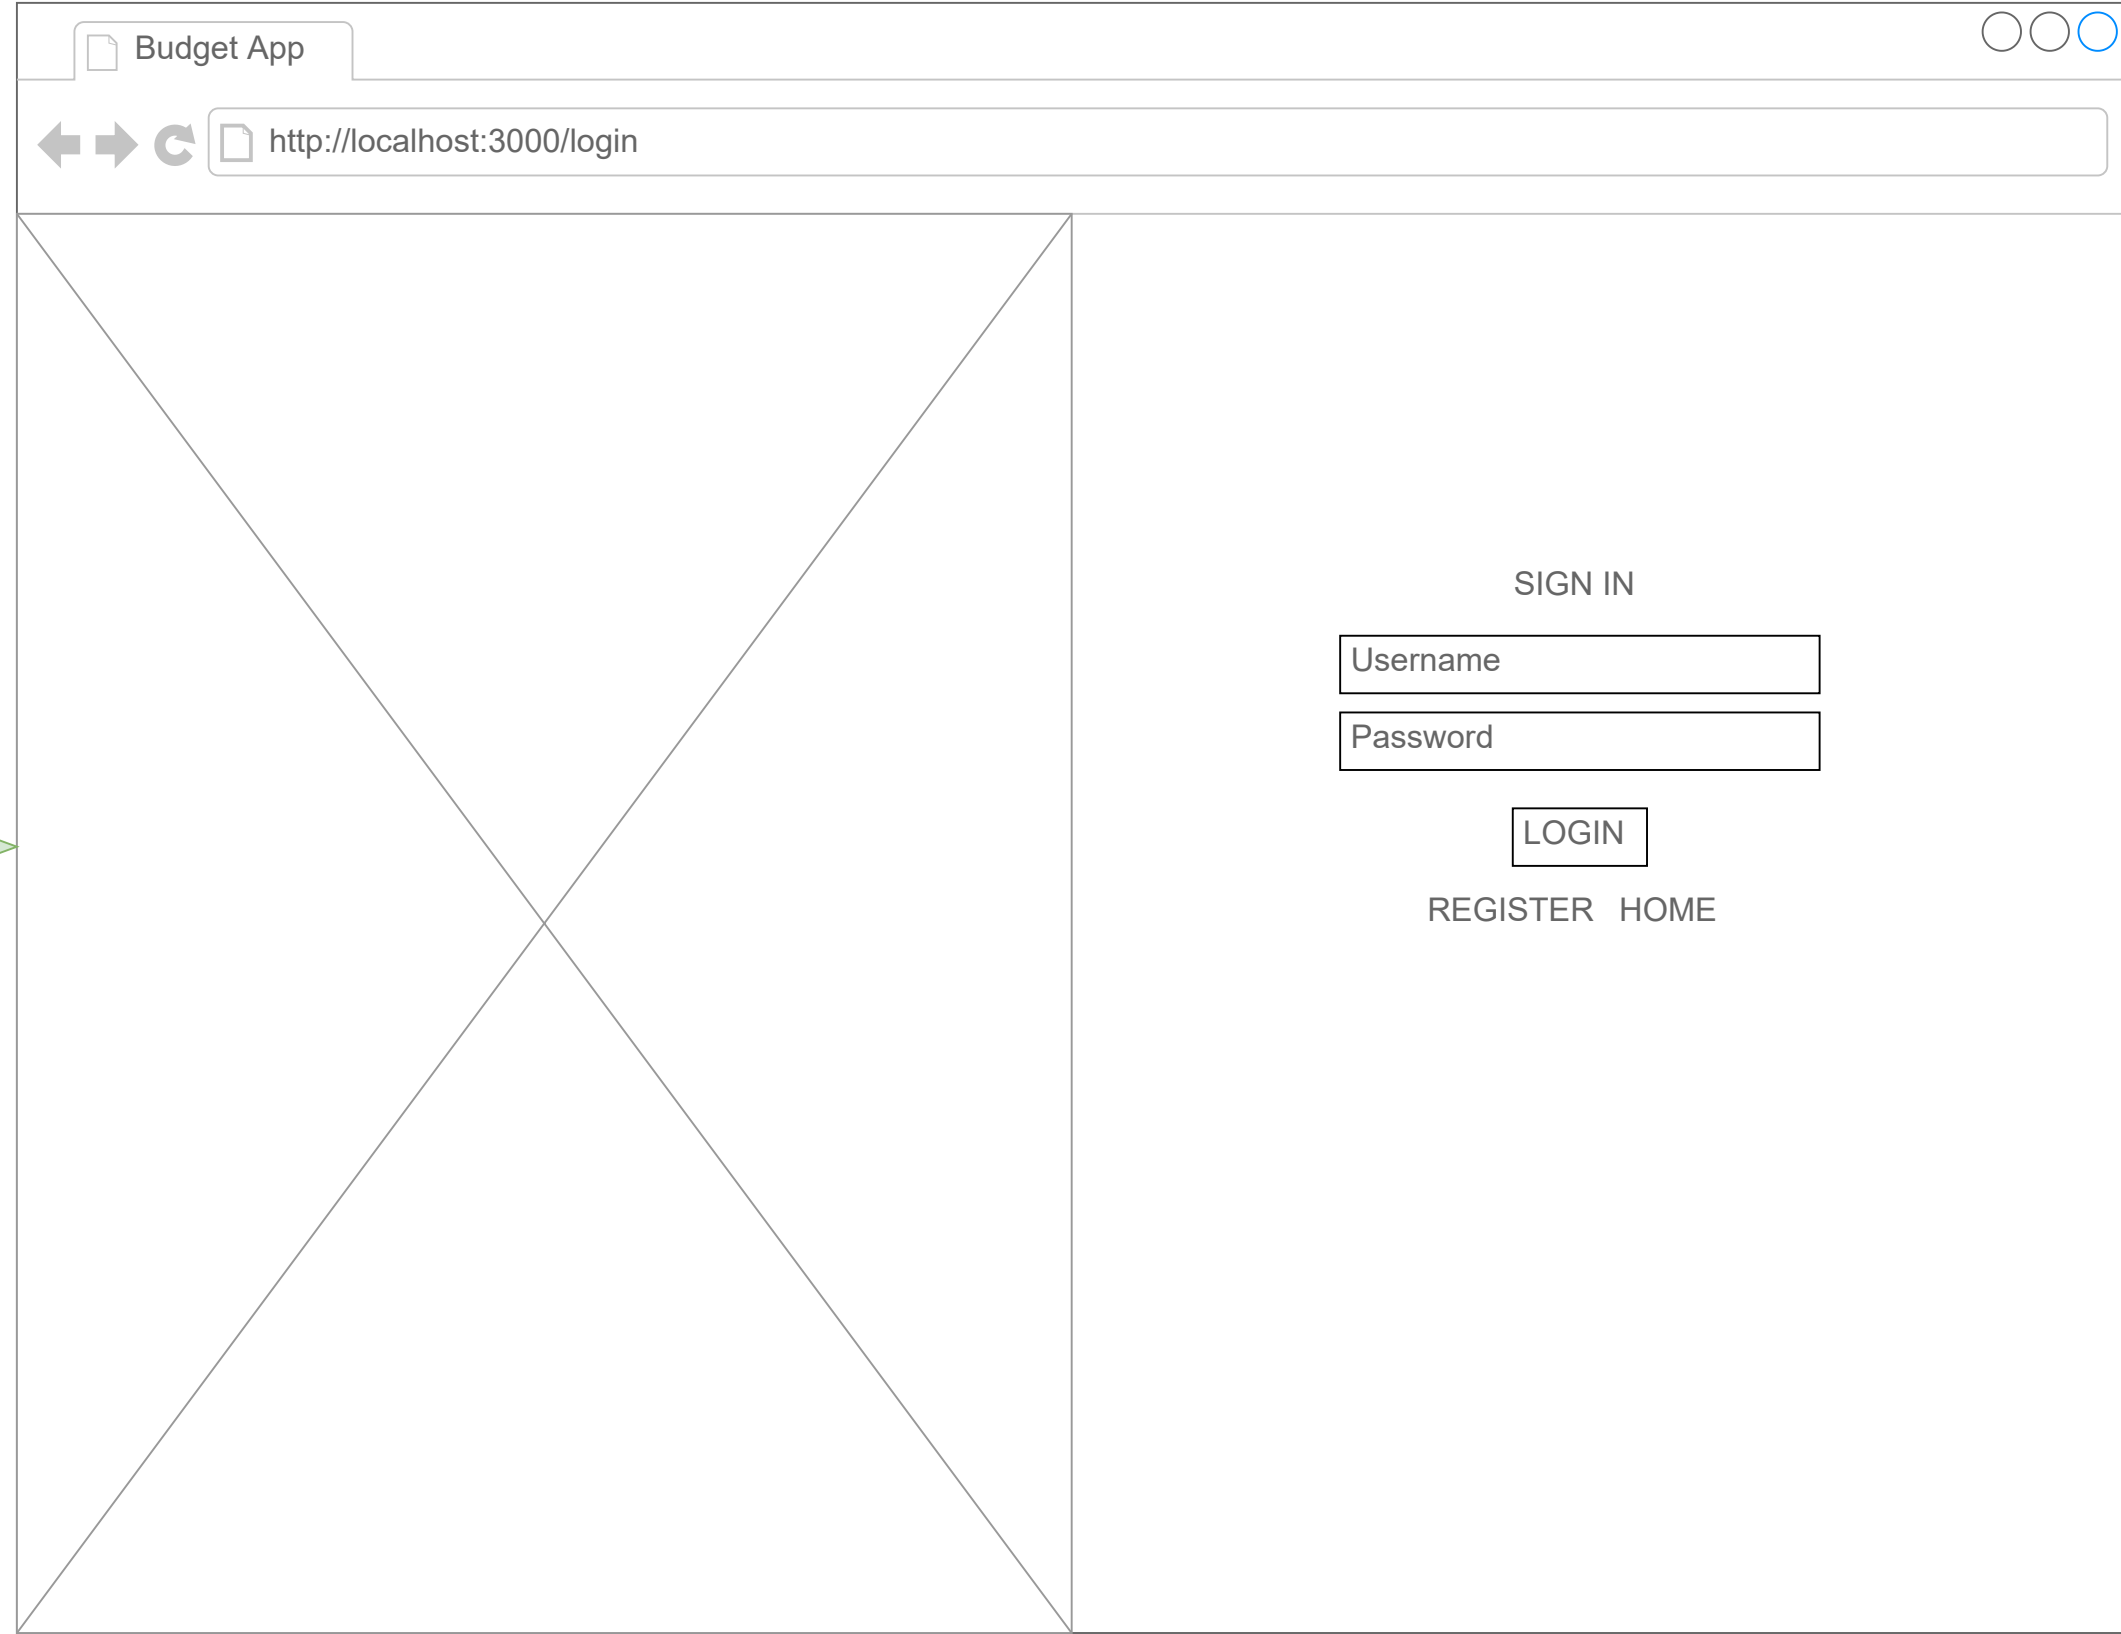 Budget App
http://localhost:3000/login
SIGN IN
Username
Password
LOGIN
REGISTER HOME